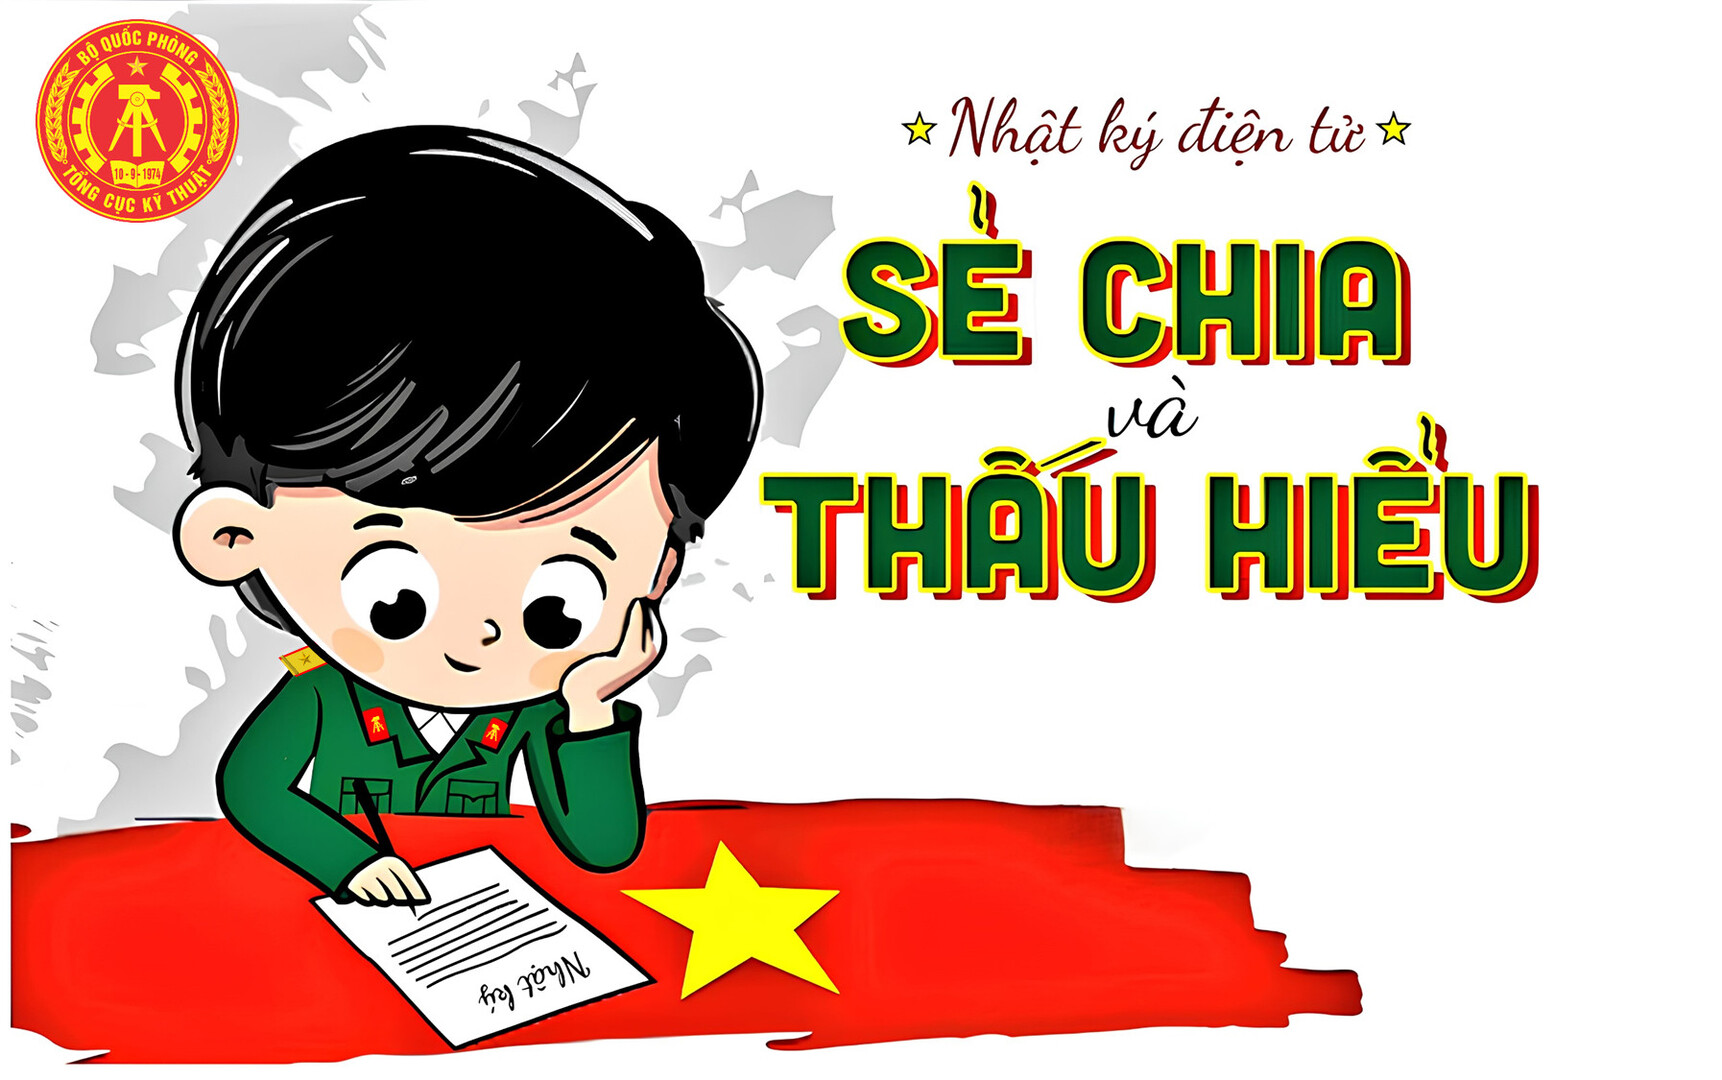 BỘ QUỐC PHÒNG
10 - 9 - 1974
TỔNG CỤC KỸ THUẬT
Nhật ký điện tử
SẺ CHIA
và
THẤU HIỂU
Nhật ký